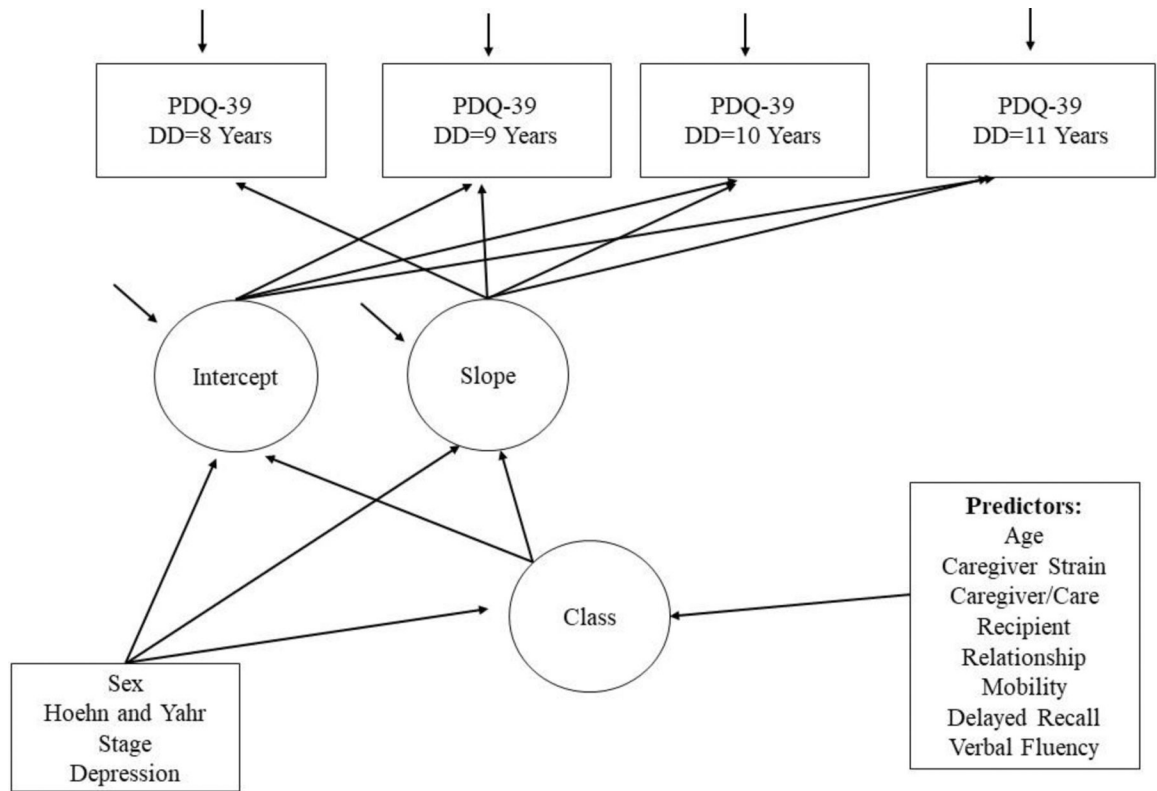 PDQ-39
DD=8 Years
PDQ-39
DD=9 Years
PDQ-39
DD=10 Years
PDQ-39
DD=11 Years
Intercept
Slope
Class
Sex
Hoehn and Yahr
Stage
Depression
Predictors:
Age
Caregiver Strain
Caregiver/Care
Recipient
Relationship
Mobility
Delayed Recall
Verbal Fluency